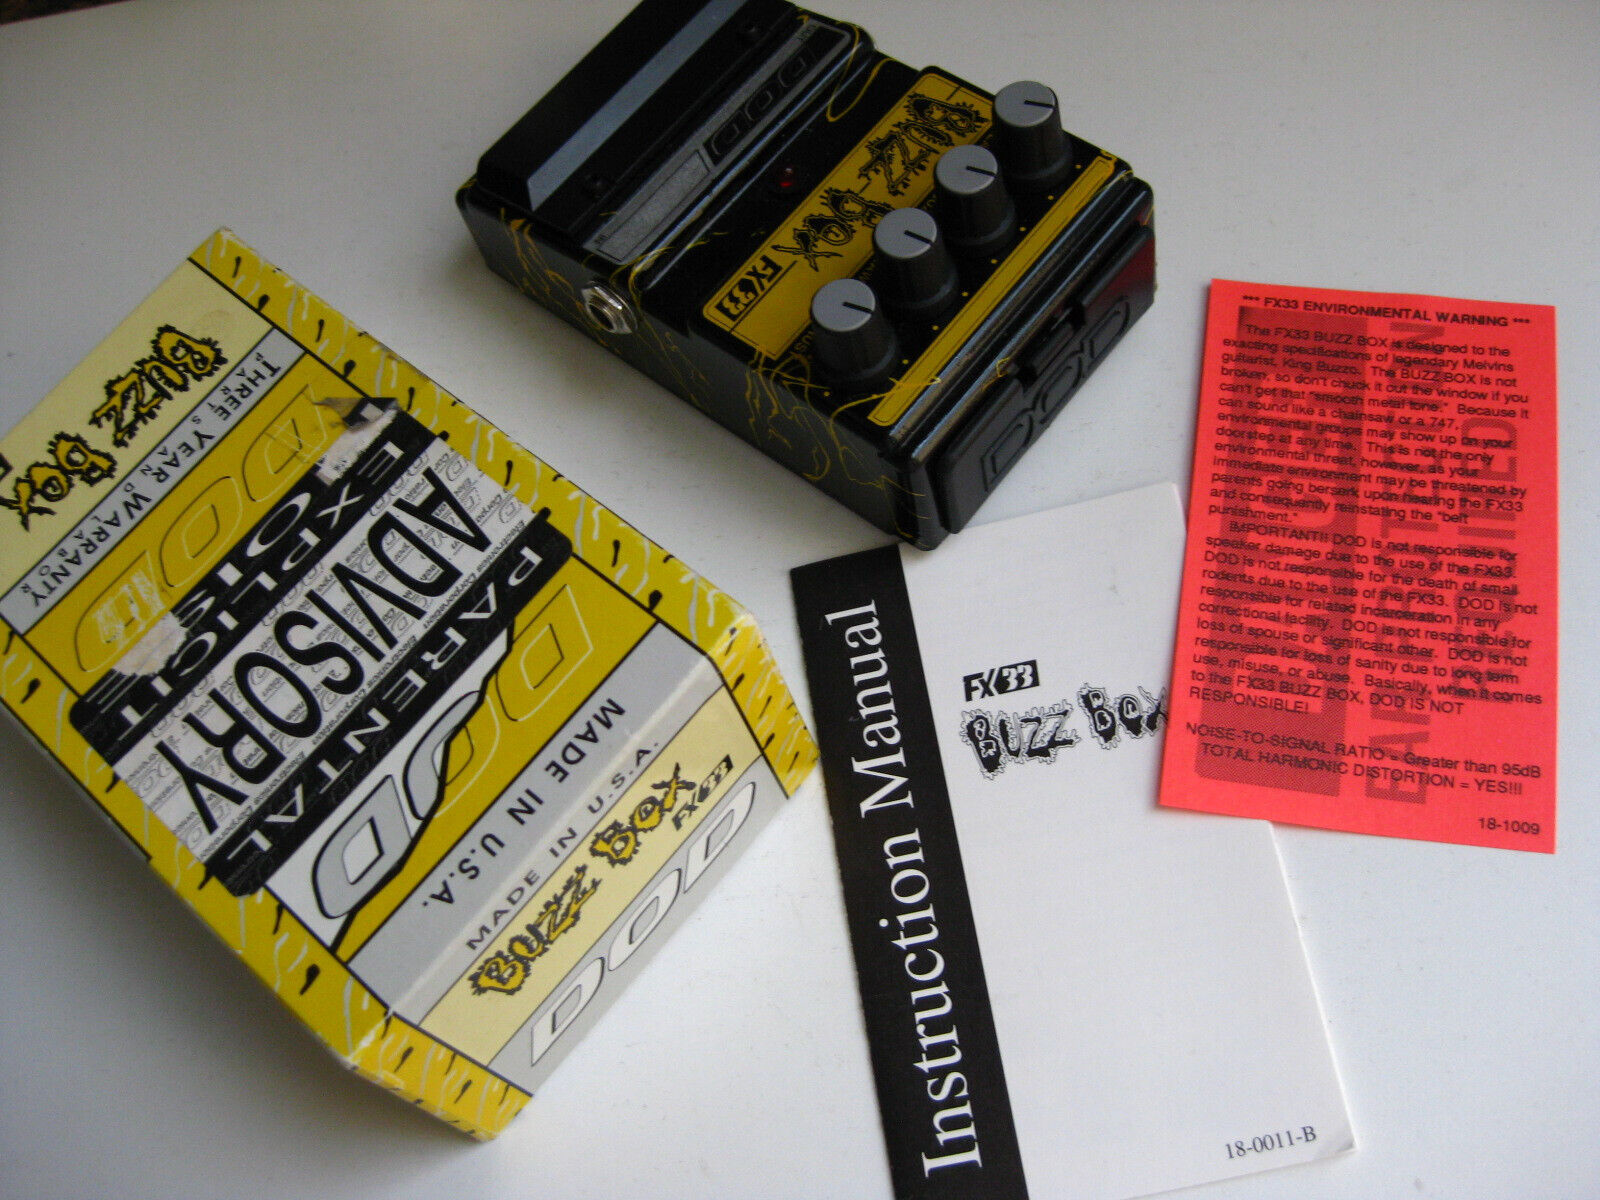 BUZZ BOX
THREE YEAR WARRANTY
PARTS AND LABOR
DOD
EXPLICIT
ADVISORY
PARENTAL
DOD
MADE IN U.S.A.
MADE IN U.S.A.
BUZZ BOX
FX 33
DOD
DOD
BUZZ BOX
FX 33
DOD
Instruction Manual
FX 33
BUZZ BOX
18-0011-B
*** FX33 ENVIRONMENTAL WARNING ***
The FX33 BUZZ BOX is designed to the
exacting specifications of legendary Melvins
guitarist, King Buzzo. The BUZZ BOX is not
broken, so don't chuck it out the window if you
can't get that "smooth metal tone." Because it
can sound like a chainsaw or a 747,
environmental groups may show up on your
doorstep at any time. This is not the only
environmental threat, however, as your
immediate environment may be threatened by
parents going berserk upon hearing the FX33
and consequently reinstating the "belt
punishment."
IMPORTANT!! DOD is not responsible for
speaker damage due to the use of the FX33.
DOD is not responsible for the death of small
rodents due to the use of the FX33. DOD is not
responsible for related incarceration in any
correctional facility. DOD is not responsible for
loss of spouse or significant other. DOD is not
responsible for loss of sanity due to long term
use, misuse, or abuse. Basically, when it comes
to the FX33 BUZZ BOX, DOD IS NOT
RESPONSIBLE!
NOISE-TO-SIGNAL RATIO = Greater than 95dB
TOTAL HARMONIC DISTORTION = YES!!!
18-1009